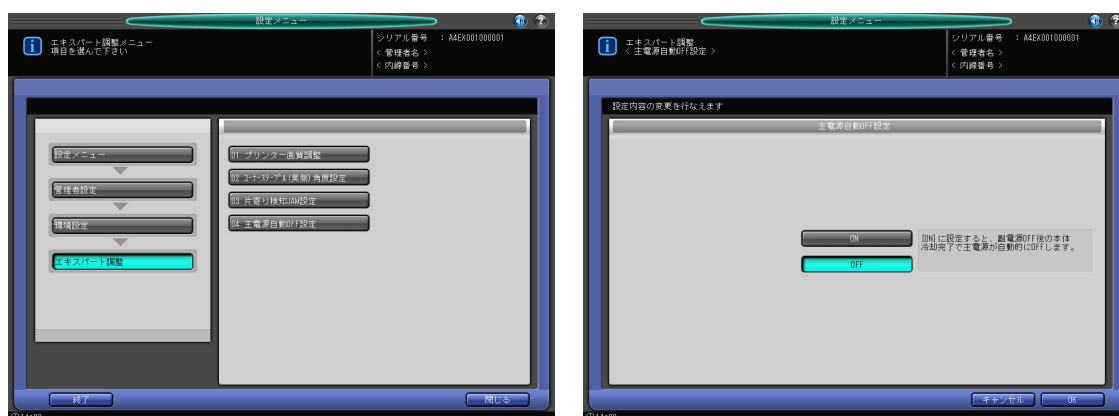 設定メニュー
エキスパート調整メニュー
項目を選んで下さい
シリアル番号 : A4EX001000001
< 管理者名 >
< 内線番号 >
設定メニュー
管理者設定
環境設定
エキスパート調整
01 プリンター画質調整
02 コーナーステープル(奥側)角度設定
03 片寄り検知JAM設定
04 主電源自動OFF設定
終了
閉じる
設定メニュー
エキスパート調整
< 主電源自動OFF設定 >
シリアル番号 : A4EX001000001
< 管理者名 >
< 内線番号 >
設定内容の変更を行なえます
主電源自動OFF設定
ON
OFF
[ON]に設定すると、副電源OFF後の本体
冷却完了で主電源が自動的にOFFします。
キャンセル
OK